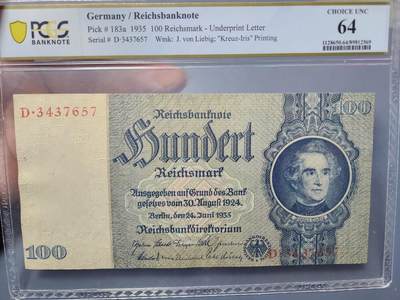 PCGS
BANKNOTE
Germany / Reichsbanknote
Pick # 183a 1935 100 Reichsmark - Underprint Letter
Serial # D·3437657 Wmk: J. von Liebig; "Kreuz-Iris" Printing
CHOICE UNC
64
D·3437657
100
Reichsbanknote
Hundert
Reichsmark
Ausgegeben auf Grund des Bank
gesetzes vom 30. August 1924.
Berlin, den 24. Juni 1935
Reichsbankdirektorium
100
D·3437657